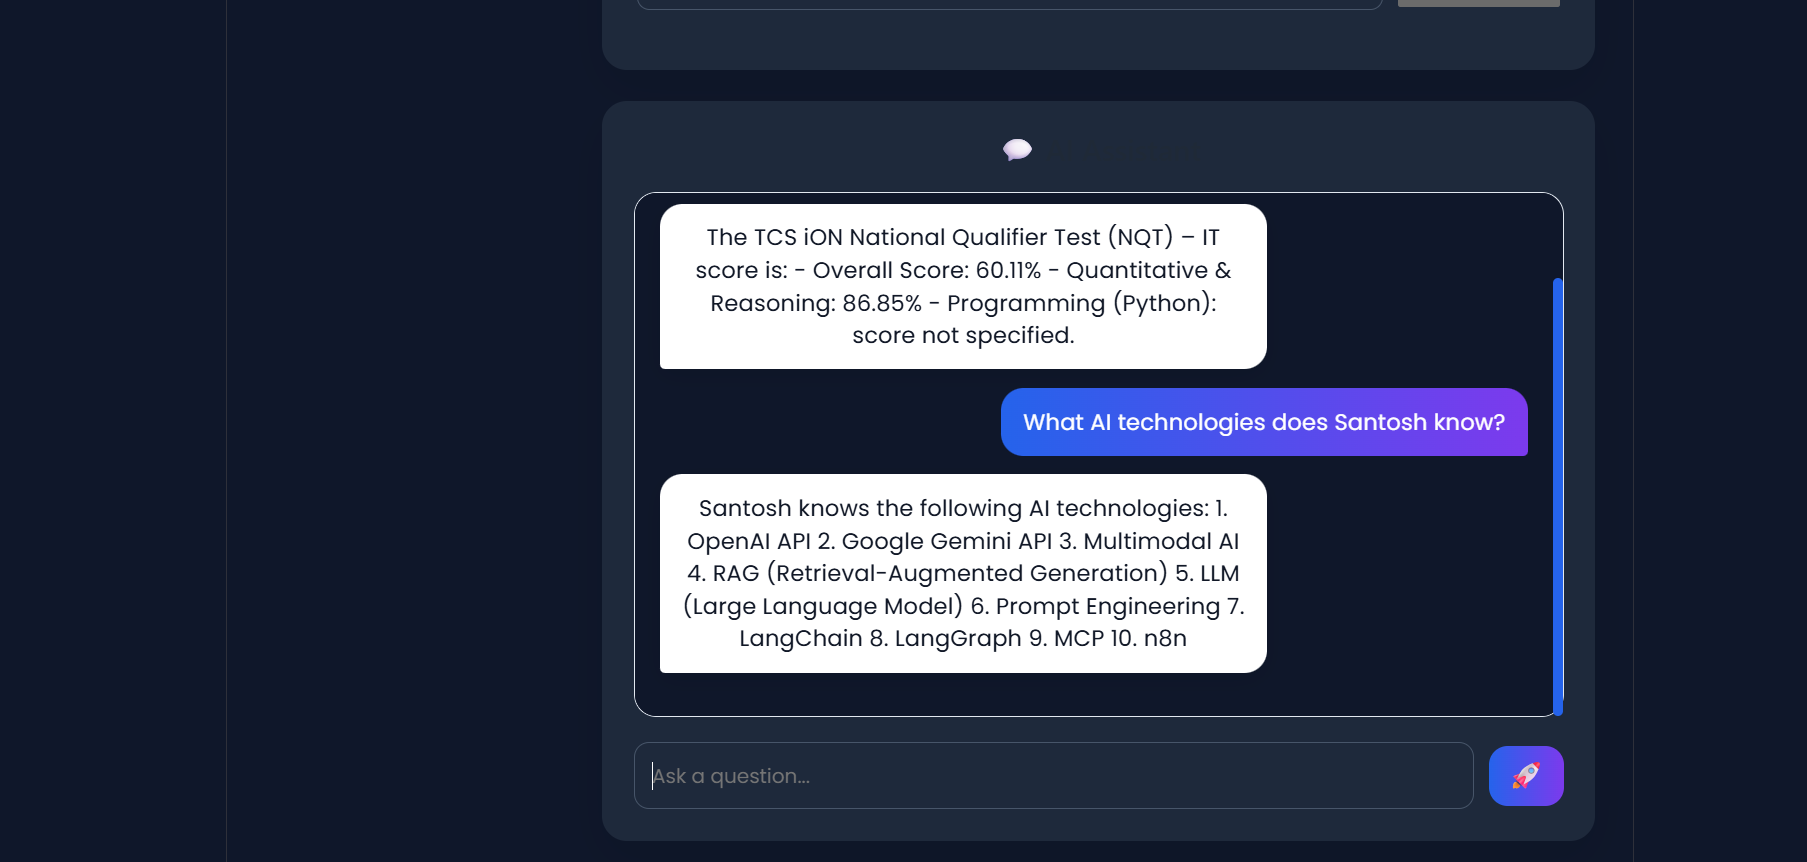 The TCS iON National Qualifier Test (NQT) – IT
score is: - Overall Score: 60.11% - Quantitative &
Reasoning: 86.85% - Programming (Python):
score not specified.
What AI technologies does Santosh know?
Santosh knows the following AI technologies: 1.
OpenAI API 2. Google Gemini API 3. Multimodal AI
4. RAG (Retrieval-Augmented Generation) 5. LLM
(Large Language Model) 6. Prompt Engineering 7.
LangChain 8. LangGraph 9. MCP 10. n8n
Ask a question...